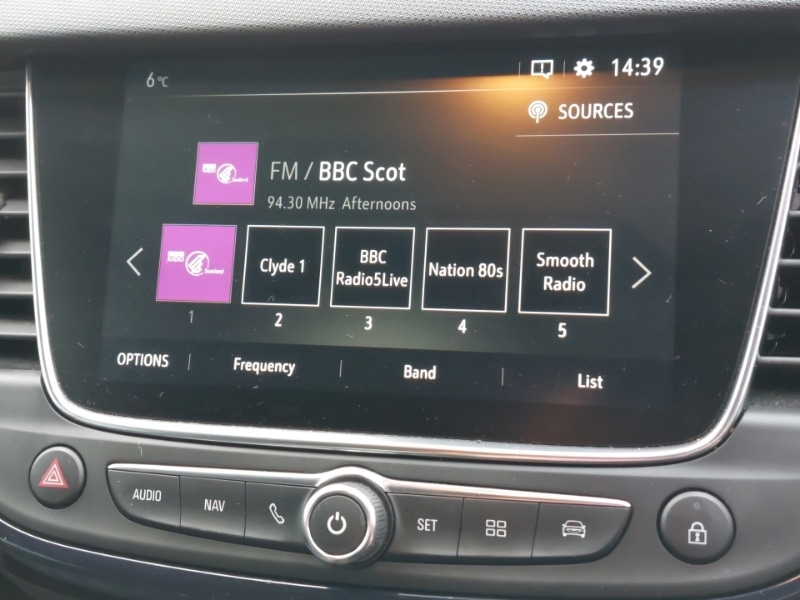 6°C
14:39
SOURCES
FM / BBC Scot
94.30 MHz Afternoons
Clyde 1
BBC
Radio5Live
Nation 80s
Smooth
Radio
1 2 3 4 5
OPTIONS Frequency Band List
AUDIO NAV SET